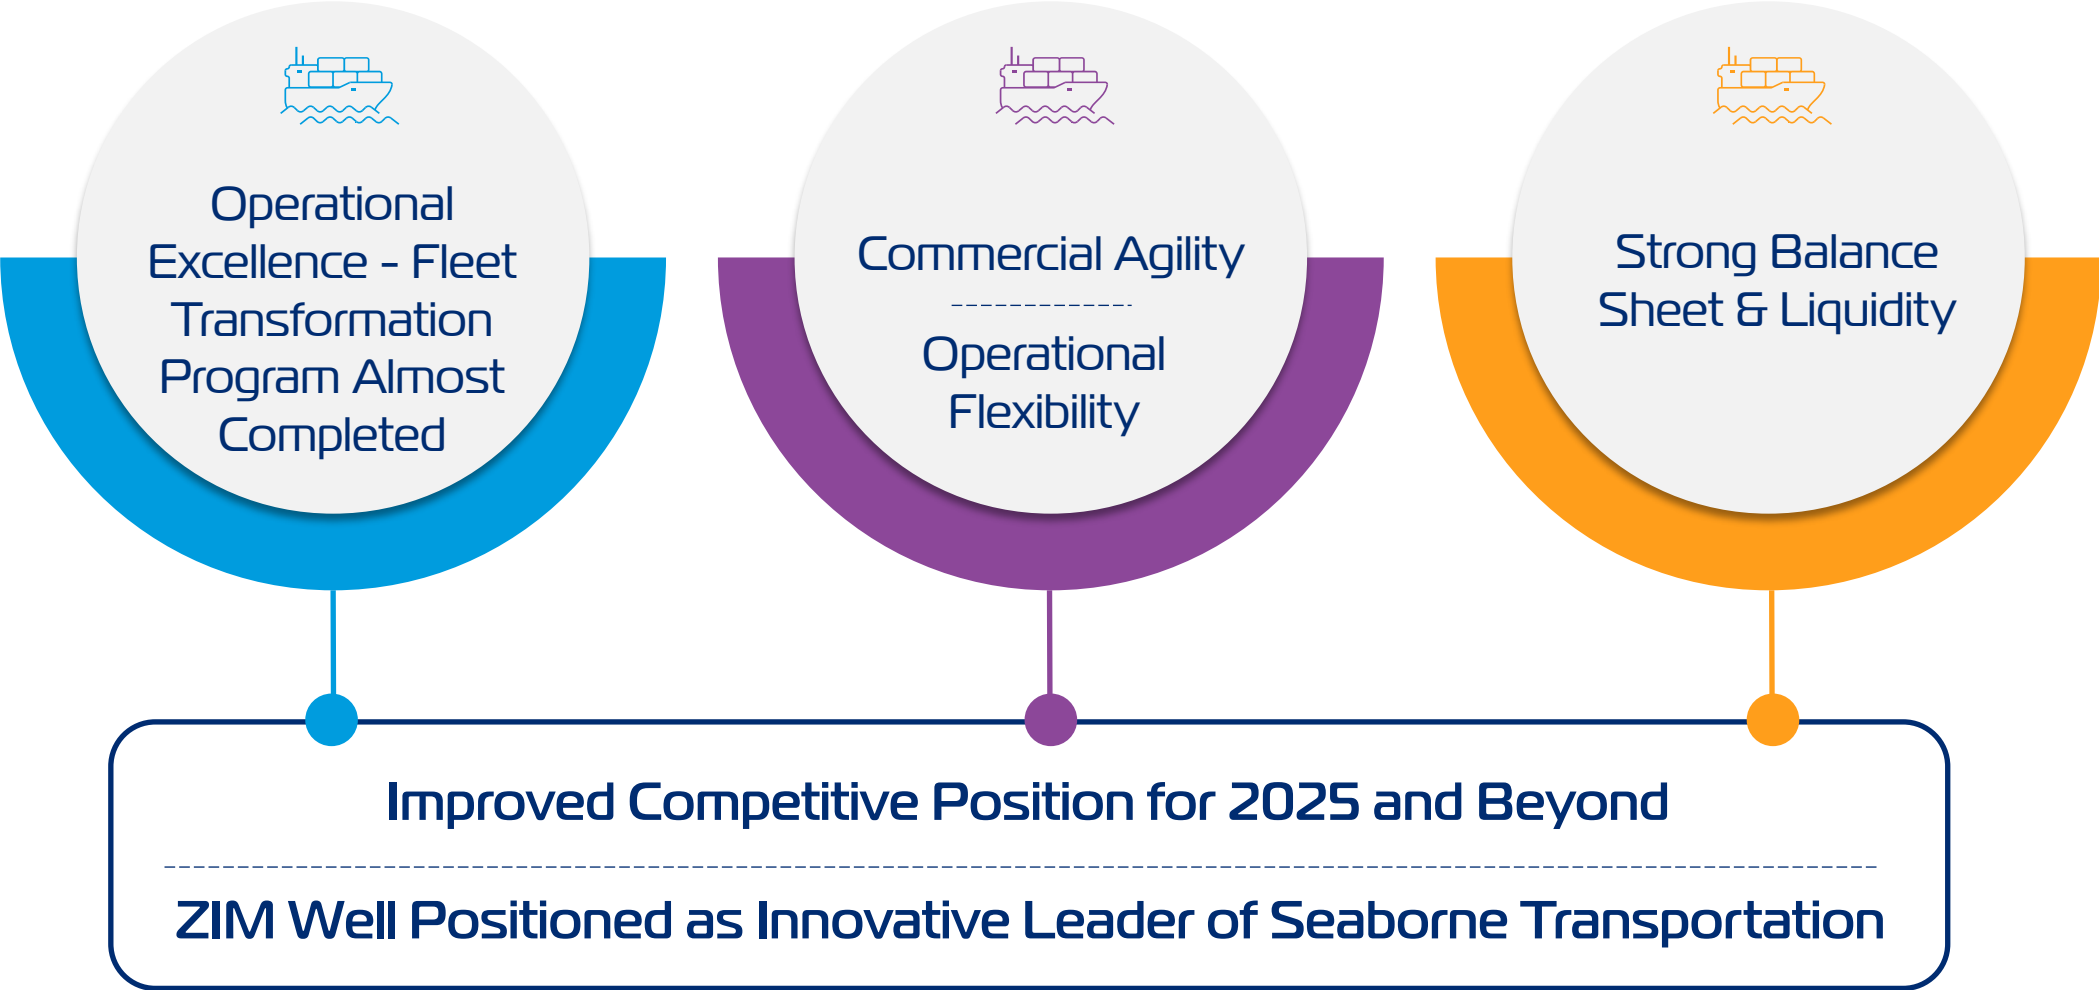 Operational
Excellence - Fleet
Transformation
Program Almost
Completed
Commercial Agility
Operational
Flexibility
Strong Balance
Sheet & Liquidity
Improved Competitive Position for 2025 and Beyond
ZIM Well Positioned as Innovative Leader of Seaborne Transportation